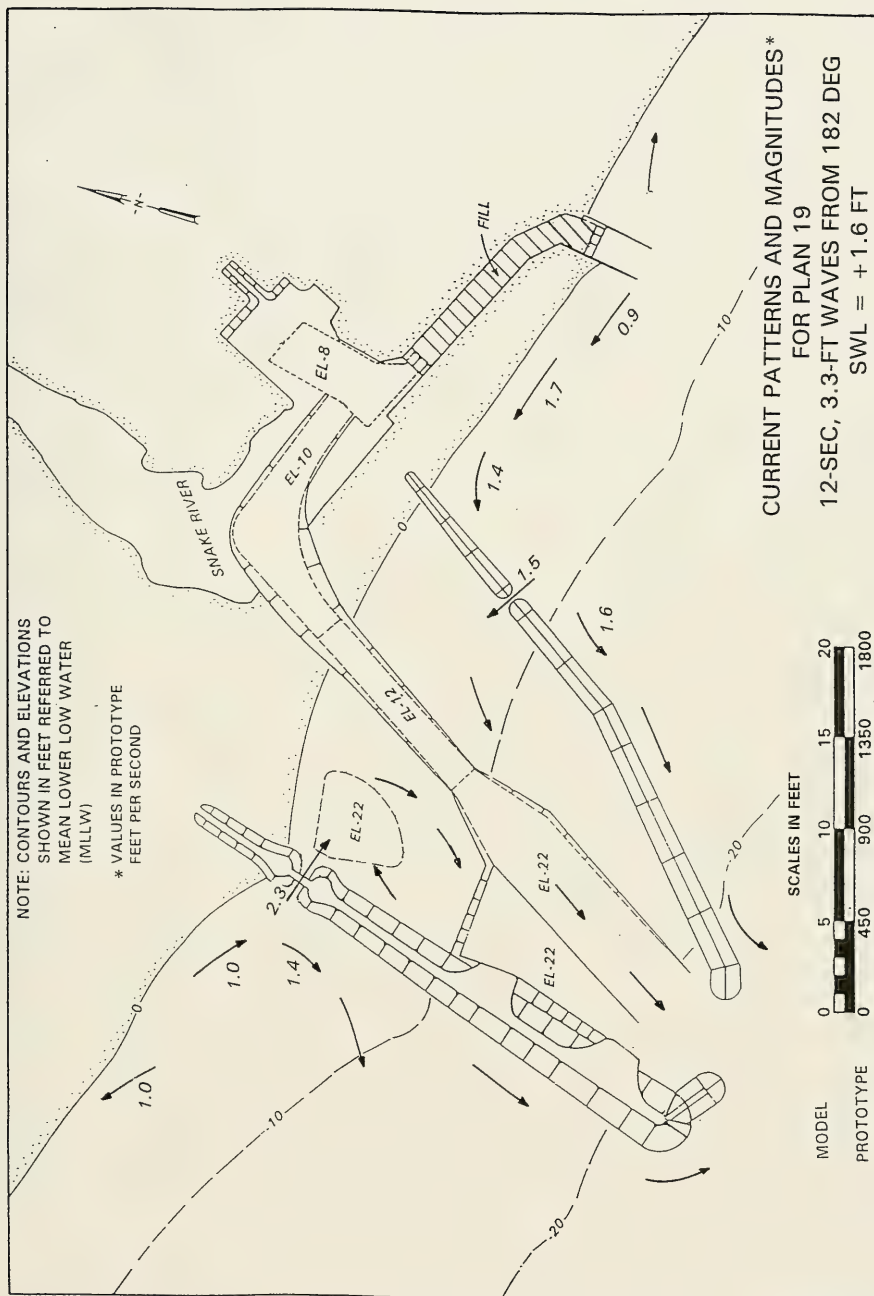 NOTE: CONTOURS AND ELEVATIONS
SHOWN IN FEET REFERRED TO
MEAN LOWER LOW WATER
(MLLW)
* VALUES IN PROTOTYPE
FEET PER SECOND
-N-
SNAKE RIVER
EL-8
EL-10
FILL
EL-12
EL-22
EL-22
EL-22
0
0
-10
-10
-20
-20
1.0
1.0
1.4
2.3
0.9
1.7
1.4
1.5
1.6
CURRENT PATTERNS AND MAGNITUDES*
FOR PLAN 19
12-SEC, 3.3-FT WAVES FROM 182 DEG
SWL = +1.6 FT
SCALES IN FEET
MODEL 0 5 10 15 20
PROTOTYPE 0 450 900 1350 1800